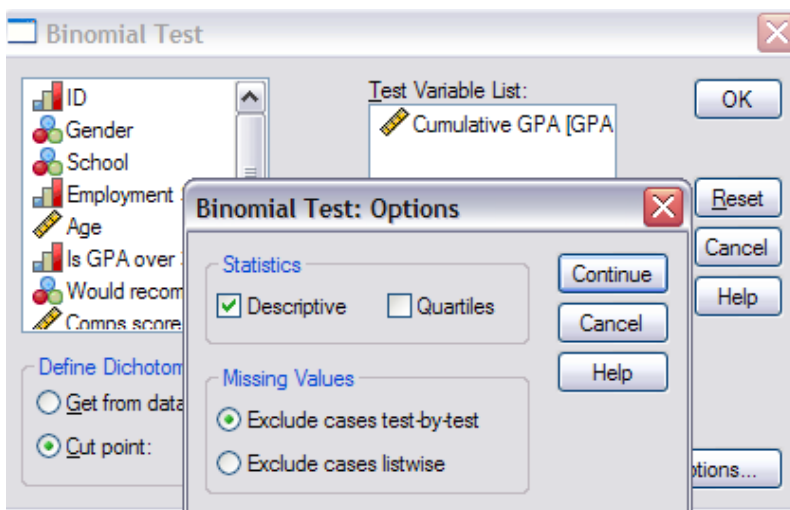 Binomial Test
ID
Gender
School
Employment
Age
Is GPA over
Would recom
Comps score
Test Variable List:
Cumulative GPA [GPA
OK
Reset
Cancel
Help
Define Dichotom
Get from data
Cut point:
ptions...
Binomial Test: Options
Statistics
Descriptive Quartiles
Missing Values
Exclude cases test-by-test
Exclude cases listwise
Continue
Cancel
Help